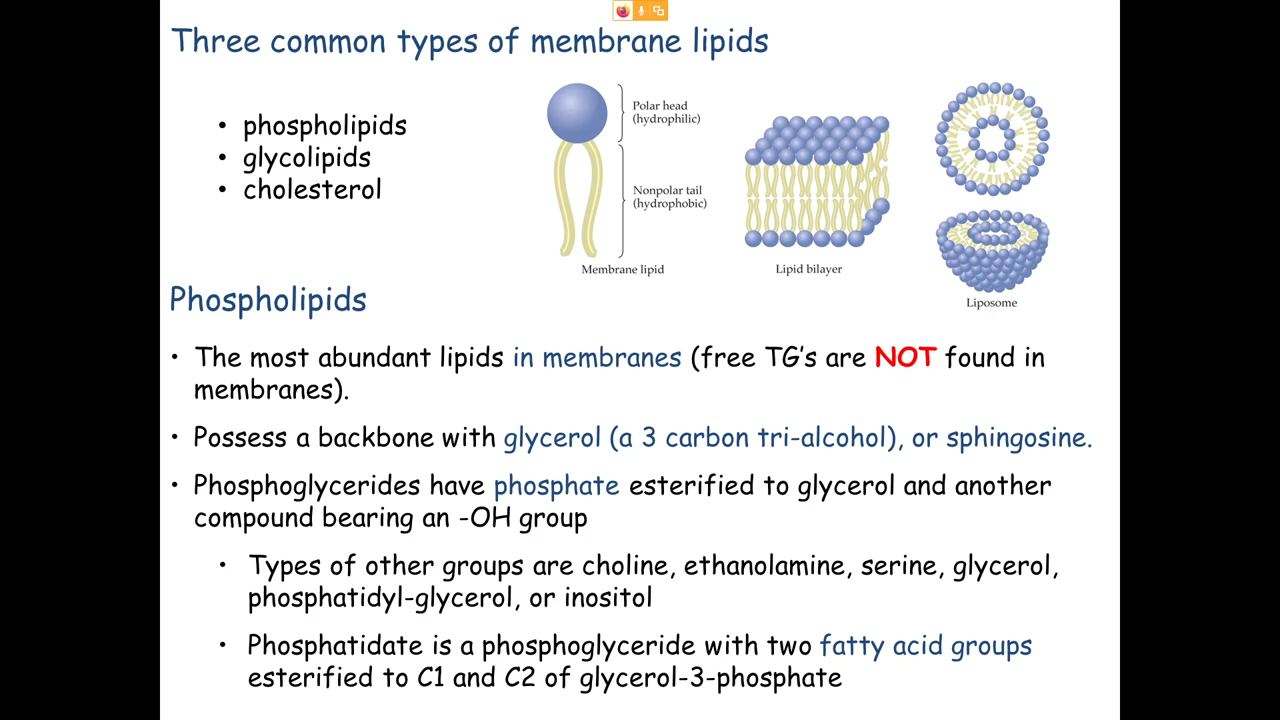 Three common types of membrane lipids
• phospholipids
• glycolipids
• cholesterol
Polar head
(hydrophilic)
Nonpolar tail
(hydrophobic)
Membrane lipid
Lipid bilayer
Liposome
Phospholipids
• The most abundant lipids in membranes (free TG's are NOT found in
membranes).
• Possess a backbone with glycerol (a 3 carbon tri-alcohol), or sphingosine.
• Phosphoglycerides have phosphate esterified to glycerol and another
compound bearing an -OH group
• Types of other groups are choline, ethanolamine, serine, glycerol,
phosphatidyl-glycerol, or inositol
• Phosphatidate is a phosphoglyceride with two fatty acid groups
esterified to C1 and C2 of glycerol-3-phosphate